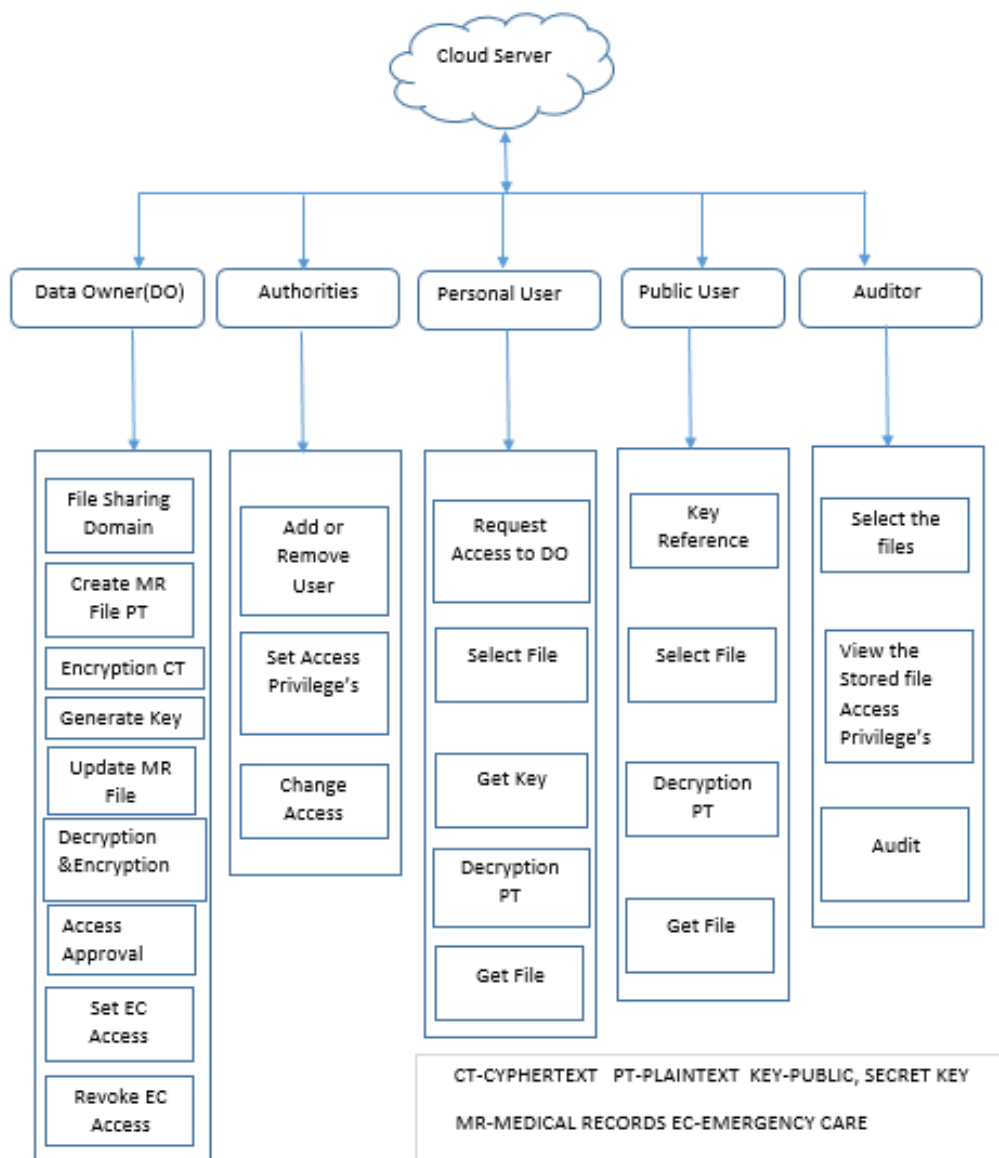 Cloud Server
Data Owner(DO)
Authorities
Personal User
Public User
Auditor
File Sharing
Domain
Create MR
File PT
Encryption CT
Generate Key
Update MR
File
Decryption
&Encryption
Access
Approval
Set EC
Access
Revoke EC
Access
Add or
Remove
User
Set Access
Privilege's
Change
Access
Request
Access to DO
Select File
Get Key
Decryption
PT
Get File
Key
Reference
Select File
Decryption
PT
Get File
Select the
files
View the
Stored file
Access
Privilege's
Audit
CT-CYPHERTEXT PT-PLAINTEXT KEY-PUBLIC, SECRET KEY
MR-MEDICAL RECORDS EC-EMERGENCY CARE